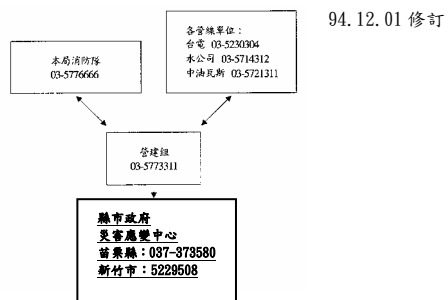 94.12.01 修訂
本局消防隊
03-5776666
各管線單位：
台電 03-5230304
水公司 03-5714312
中油瓦斯 03-5721311
營建組
03-5773311
縣市政府
災害應變中心
苗栗縣：037-373580
新竹市：5229508